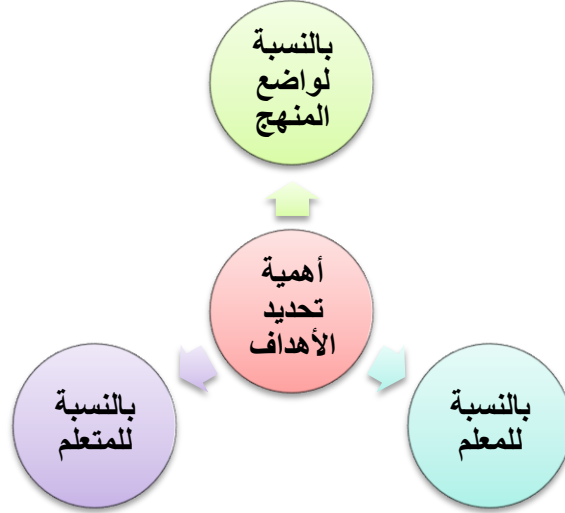 بالنسبة
لواضع
المنهج
أهمية
تحديد
الأهداف
بالنسبة
للمعلم
بالنسبة
للمتعلم